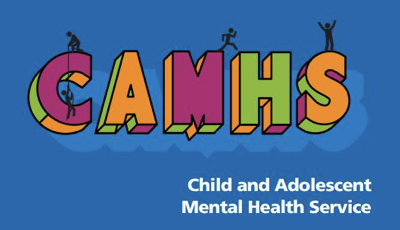 CAMHS
Child and Adolescent
Mental Health Service